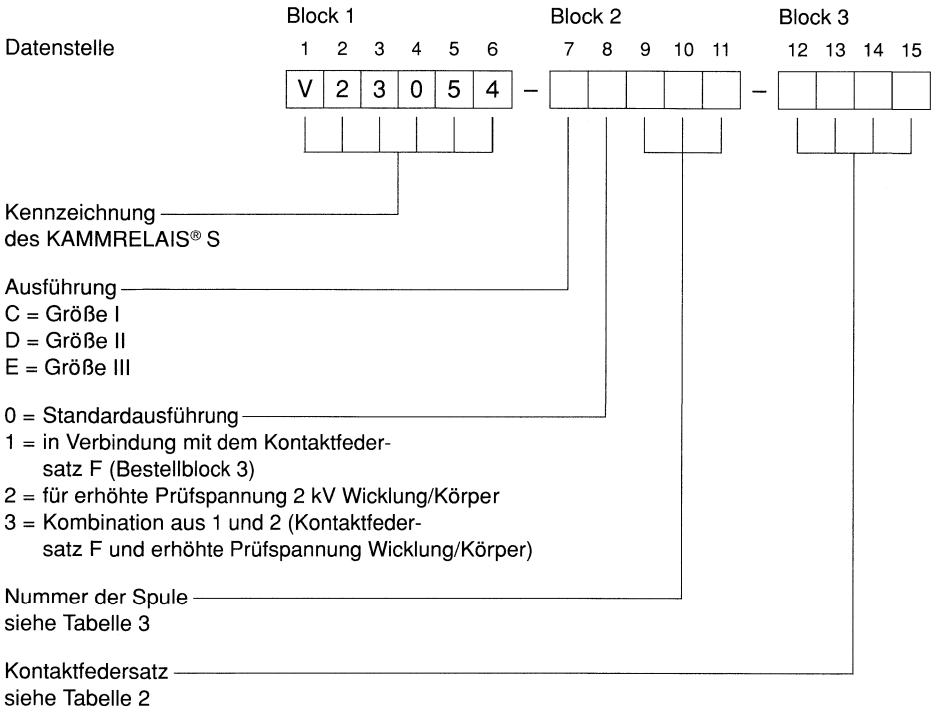 Block 1 Block 2 Block 3
Datenstelle 1 2 3 4 5 6 7 8 9 10 11 12 13 14 15
V 2 3 0 5 4 – –
Kennzeichnung
des KAMMRELAIS® S
Ausführung
C = Größe I
D = Größe II
E = Größe III
0 = Standardausführung
1 = in Verbindung mit dem Kontaktfeder-
satz F (Bestellblock 3)
2 = für erhöhte Prüfspannung 2 kV Wicklung/Körper
3 = Kombination aus 1 und 2 (Kontaktfeder-
satz F und erhöhte Prüfspannung Wicklung/Körper)
Nummer der Spule
siehe Tabelle 3
Kontaktfedersatz
siehe Tabelle 2